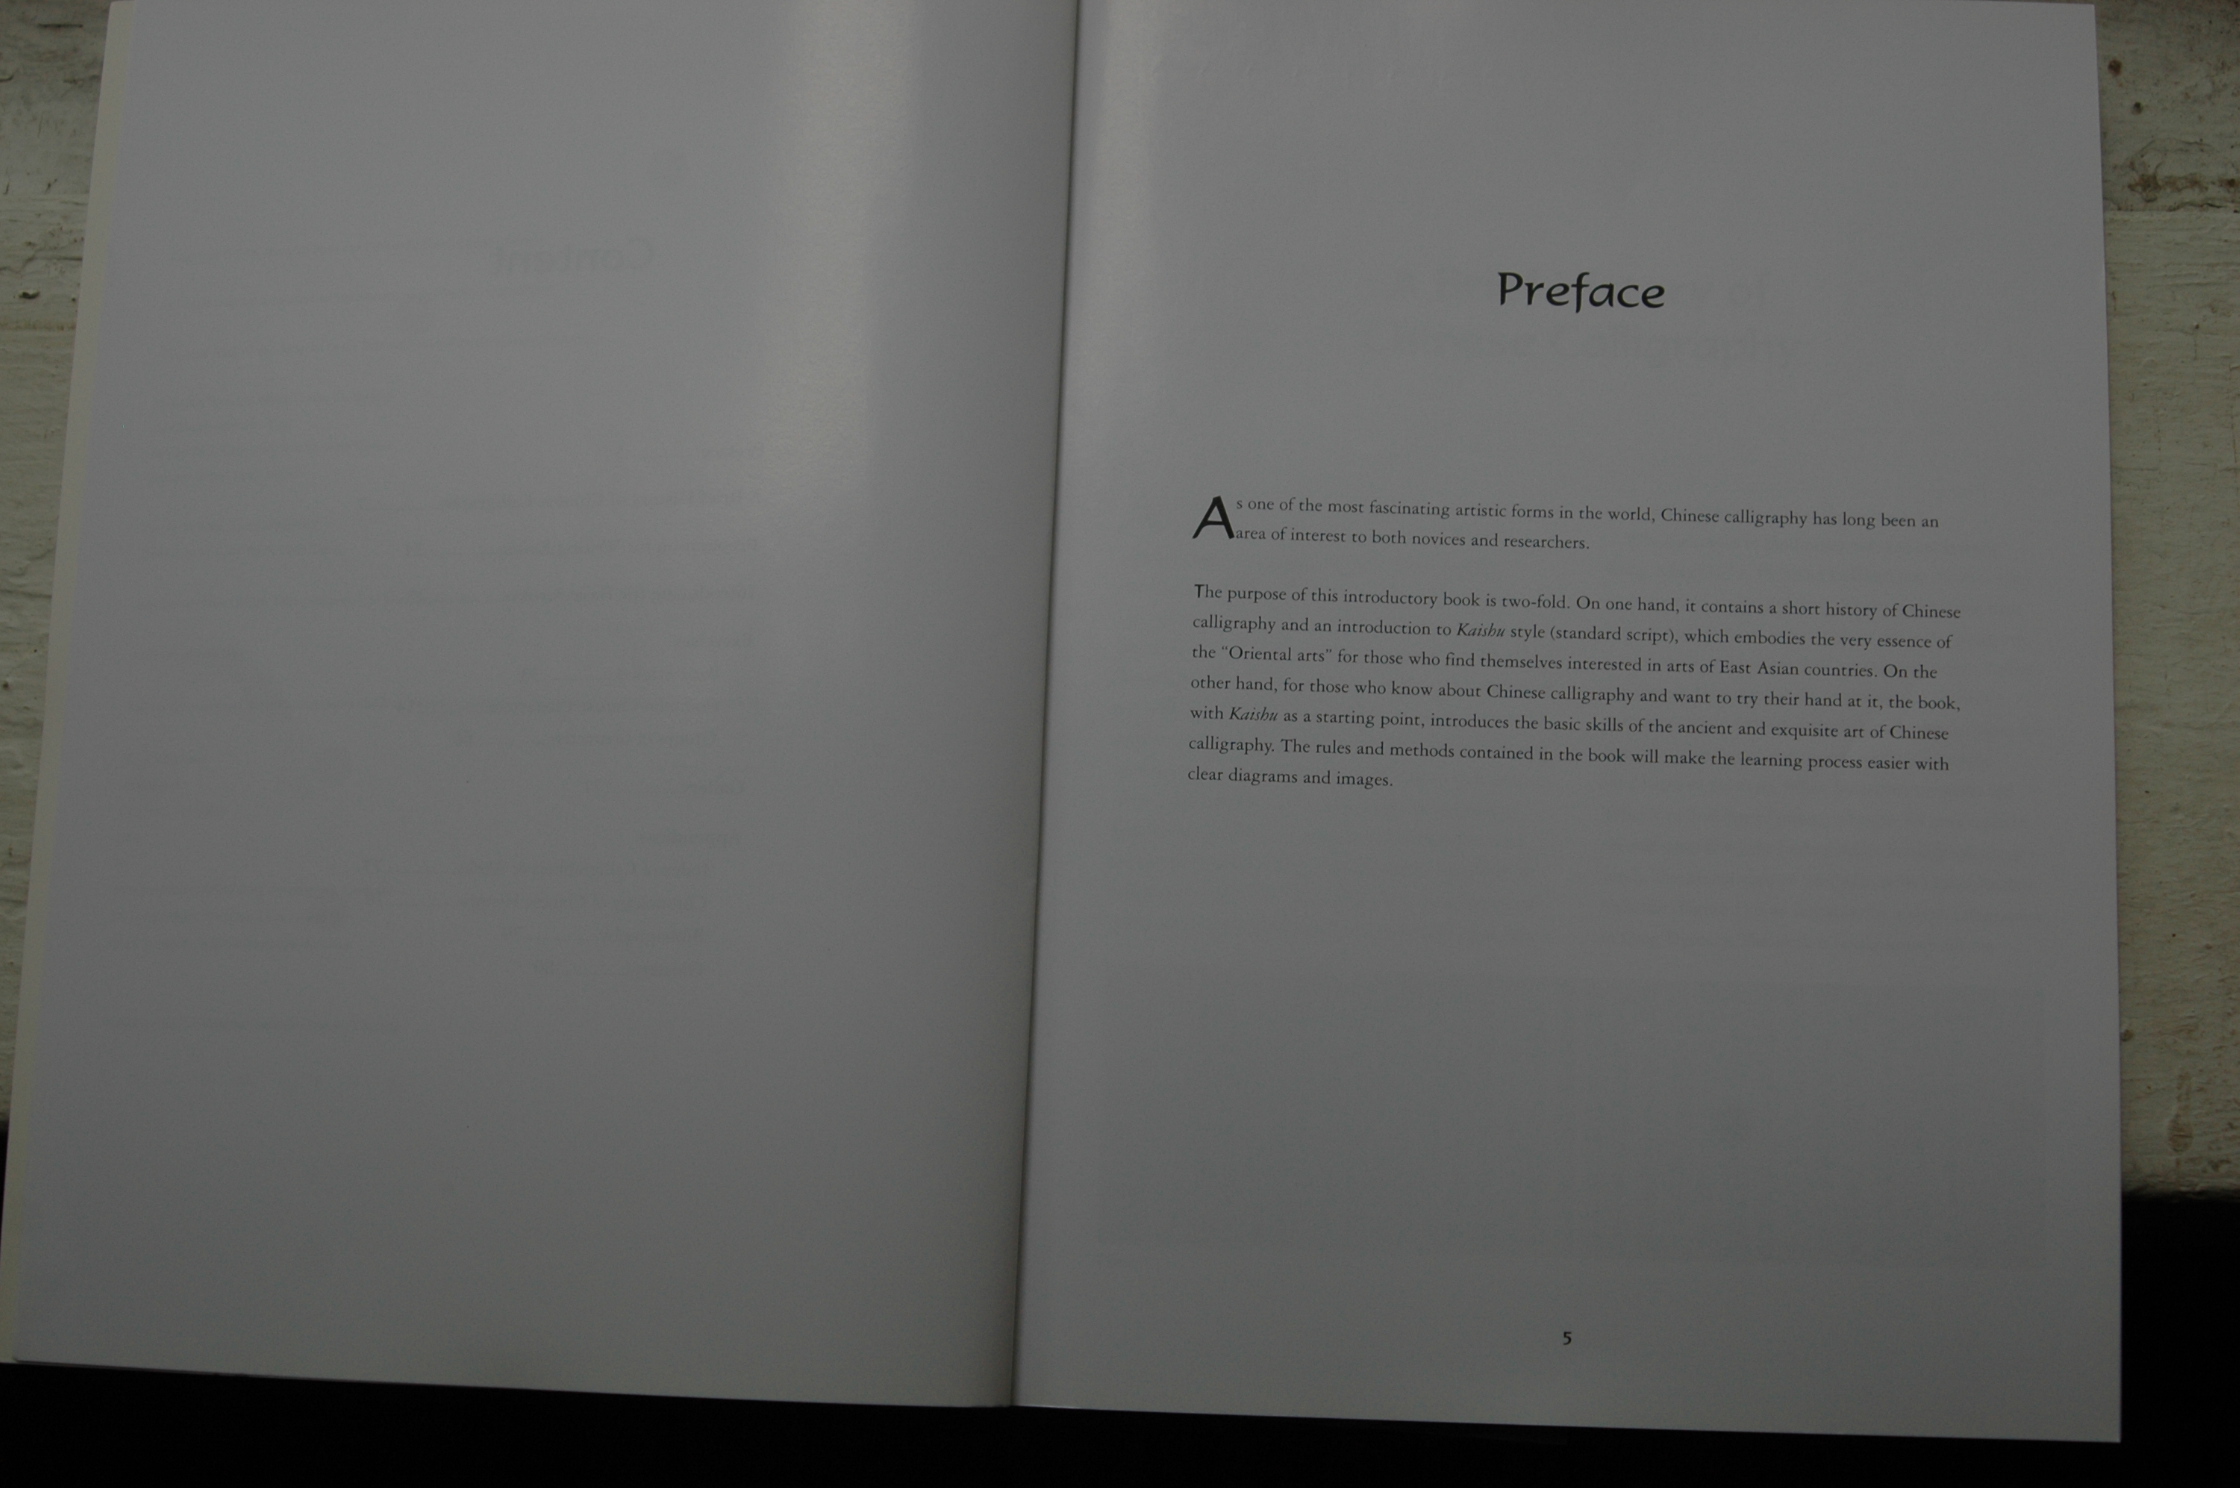 Content
Preface
As one of the most fascinating artistic forms in the world, Chinese calligraphy has long been an
area of interest to both novices and researchers.
The purpose of this introductory book is two-fold. On one hand, it contains a short history of Chinese
calligraphy and an introduction to Kaishu style (standard script), which embodies the very essence of
the “Oriental arts” for those who find themselves interested in arts of East Asian countries. On the
other hand, for those who know about Chinese calligraphy and want to try their hand at it, the book,
with Kaishu as a starting point, introduces the basic skills of the ancient and exquisite art of Chinese
calligraphy. The rules and methods contained in the book will make the learning process easier with
clear diagrams and images.
5